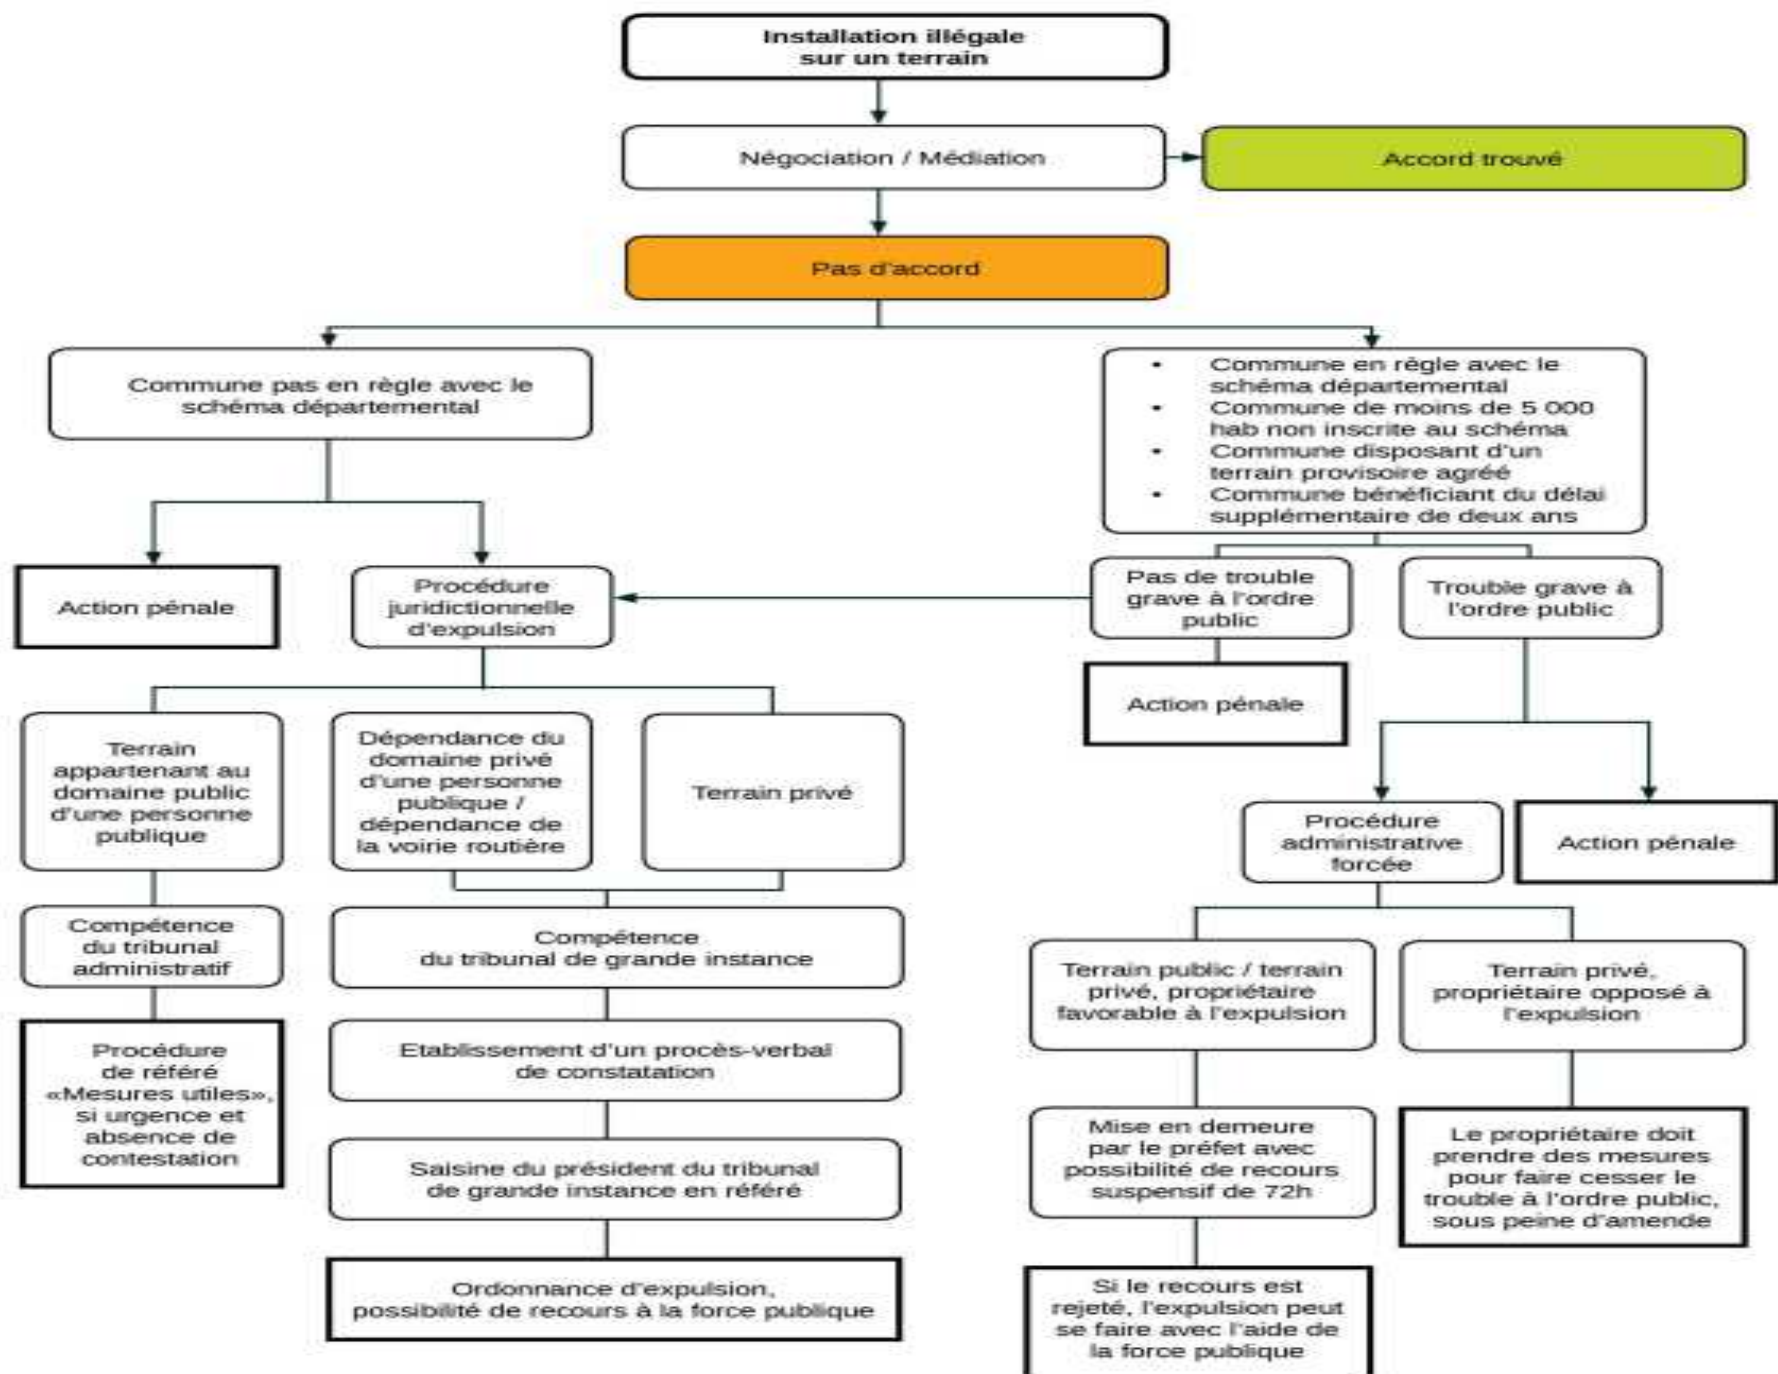 Installation illégale
sur un terrain
Négociation / Médiation
Accord trouvé
Pas d'accord
Commune pas en règle avec le
schéma départemental
• Commune en règle avec le
schéma départemental
• Commune de moins de 5 000
hab non inscrite au schéma
• Commune disposant d'un
terrain provisoire agréé
• Commune bénéficiant du délai
supplémentaire de deux ans
Action pénale
Procédure
juridictionnelle
d'expulsion
Pas de trouble
grave à l'ordre
public
Trouble grave à
l'ordre public
Action pénale
Terrain
appartenant au
domaine public
d'une personne
publique
Dépendance du
domaine privé
d'une personne
publique /
dépendance de
la voirie routière
Terrain privé
Procédure
administrative
forcée
Action pénale
Compétence
du tribunal
administratif
Compétence
du tribunal de grande instance
Terrain public / terrain
privé, propriétaire
favorable à l'expulsion
Terrain privé,
propriétaire opposé à
l'expulsion
Procédure
de référé
«Mesures utiles»,
si urgence et
absence de
contestation
Etablissement d'un procès-verbal
de constatation
Saisine du président du tribunal
de grande instance en référé
Ordonnance d'expulsion,
possibilité de recours à la force publique
Mise en demeure
par le préfet avec
possibilité de recours
suspensif de 72h
Le propriétaire doit
prendre des mesures
pour faire cesser le
trouble à l'ordre public,
sous peine d'amende
Si le recours est
rejeté, l'expulsion peut
se faire avec l'aide de
la force publique